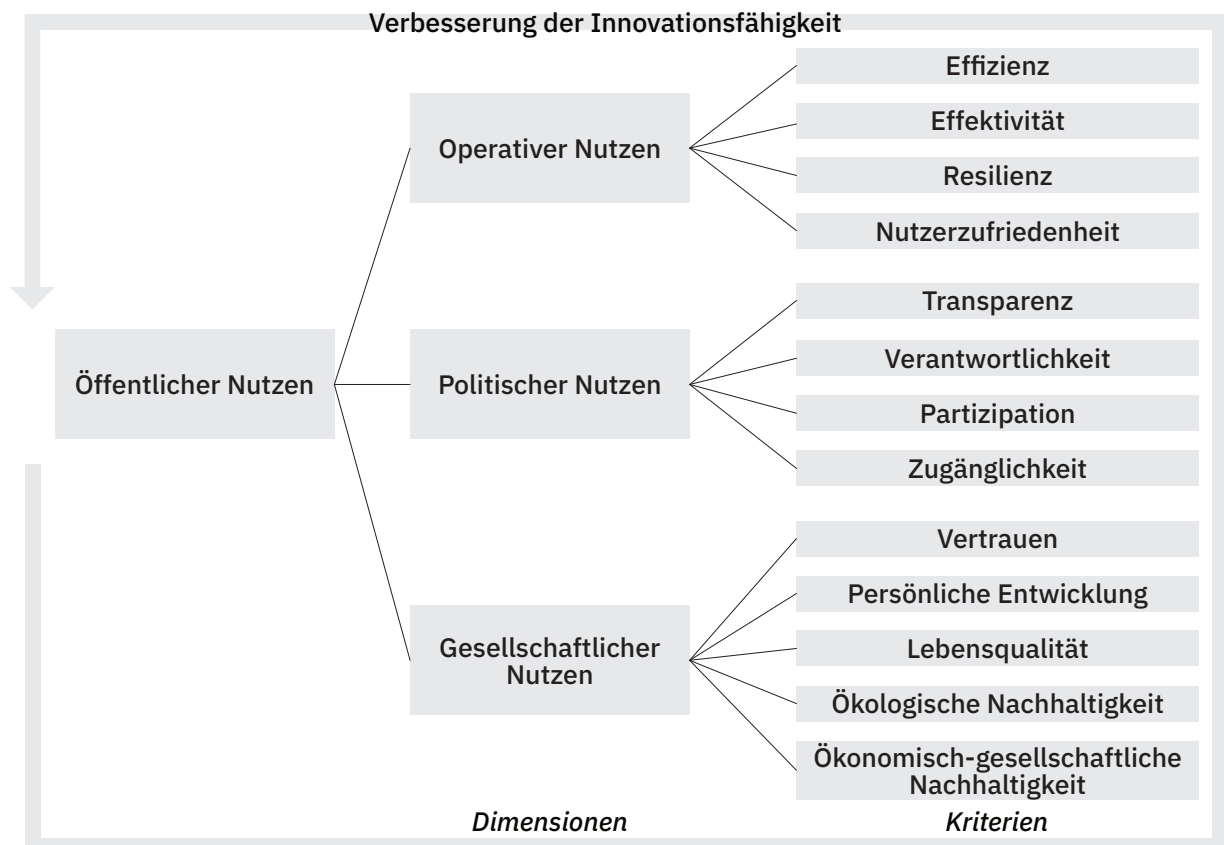 Verbesserung der Innovationsfähigkeit
Öffentlicher Nutzen
Operativer Nutzen
Effizienz
Effektivität
Resilienz
Nutzerzufriedenheit
Politischer Nutzen
Transparenz
Verantwortlichkeit
Partizipation
Zugänglichkeit
Gesellschaftlicher
Nutzen
Vertrauen
Persönliche Entwicklung
Lebensqualität
Ökologische Nachhaltigkeit
Ökonomisch-gesellschaftliche
Nachhaltigkeit
Dimensionen
Kriterien